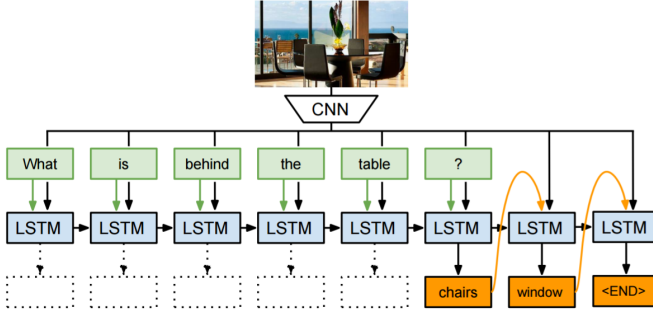 CNN
What is behind the table ?
LSTM LSTM LSTM LSTM LSTM LSTM LSTM LSTM
chairs window <END>